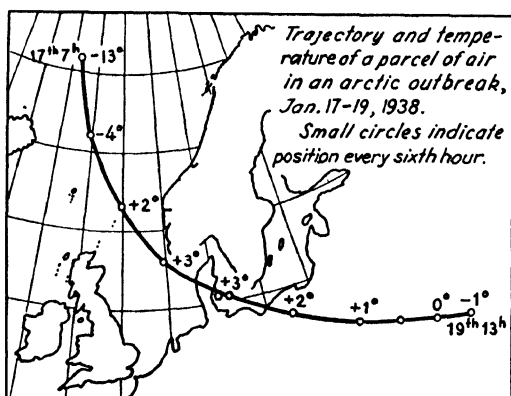 Trajectory and tempe-
rature of a parcel of air
in an arctic outbreak,
Jan. 17-19, 1938.
Small circles indicate
position every sixth hour.
17th 7h -13°
-4°
+2°
+3°
+3°
+2°
+1°
0° -1°
19th 13h